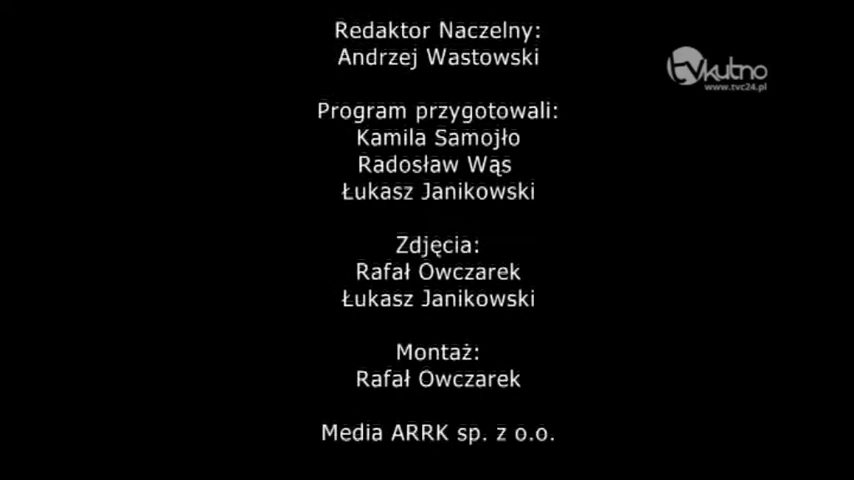 Redaktor Naczelny:
Andrzej Wastowski
tvkutno
www.tvc24.pl
Program przygotowali:
Kamila Samojło
Radosław Wąs
Łukasz Janikowski
Zdjęcia:
Rafał Owczarek
Łukasz Janikowski
Montaż:
Rafał Owczarek
Media ARRK sp. z o.o.